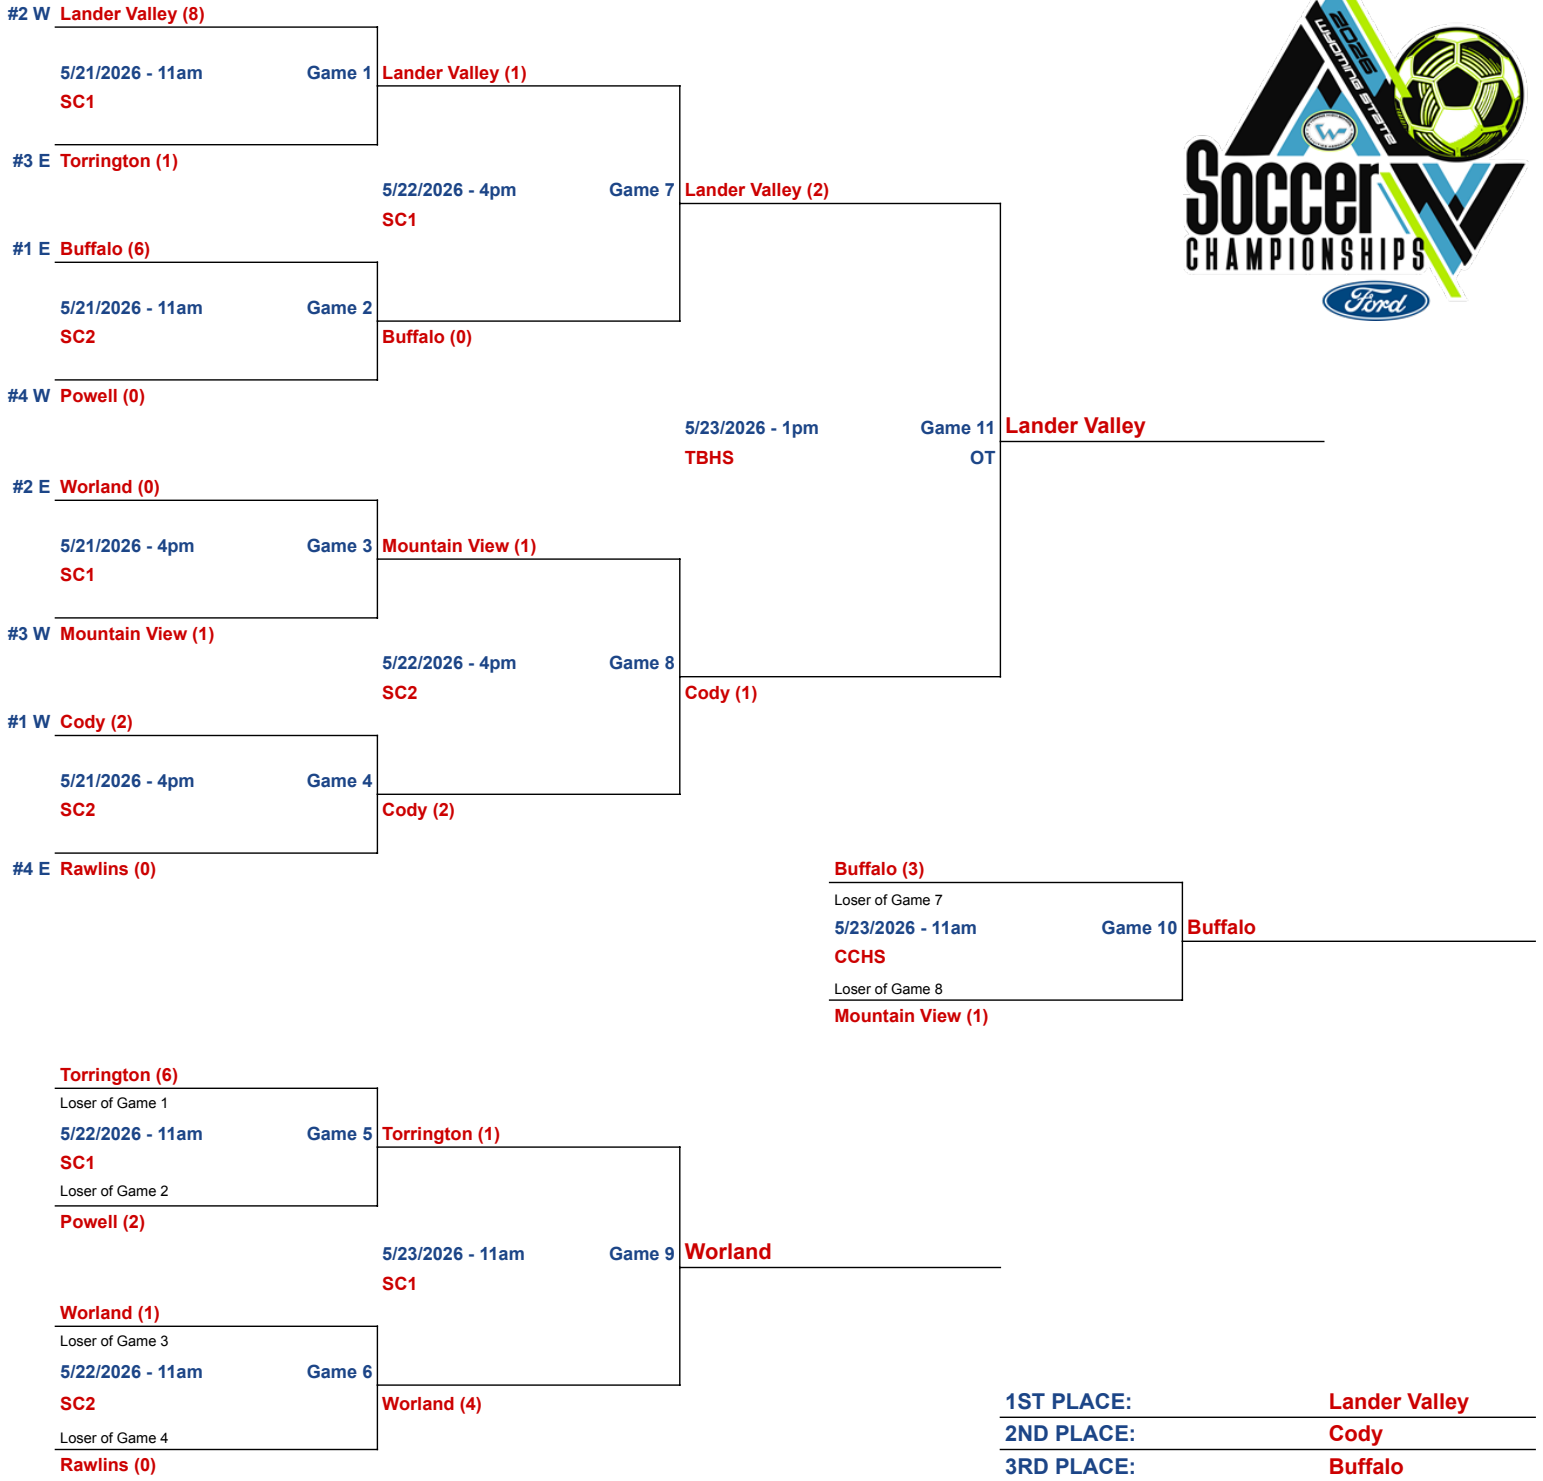 #2 W Lander Valley (8)
5/21/2026 - 11am Game 1 Lander Valley (1)
SC1
#3 E Torrington (1)
5/22/2026 - 4pm Game 7 Lander Valley (2)
SC1
#1 E Buffalo (6)
5/21/2026 - 11am Game 2
SC2 Buffalo (0)
#4 W Powell (0)
5/23/2026 - 1pm Game 11 Lander Valley
TBHS OT
#2 E Worland (0)
5/21/2026 - 4pm Game 3 Mountain View (1)
SC1
#3 W Mountain View (1)
5/22/2026 - 4pm Game 8
SC2 Cody (1)
#1 W Cody (2)
5/21/2026 - 4pm Game 4
SC2 Cody (2)
#4 E Rawlins (0)
2026
WYOMING STATE
W
Soccer
CHAMPIONSHIPS
Ford
Buffalo (3)
Loser of Game 7
5/23/2026 - 11am Game 10 Buffalo
CCHS
Loser of Game 8
Mountain View (1)
Torrington (6)
Loser of Game 1
5/22/2026 - 11am Game 5 Torrington (1)
SC1
Loser of Game 2
Powell (2)
5/23/2026 - 11am Game 9 Worland
SC1
Worland (1)
Loser of Game 3
5/22/2026 - 11am Game 6
SC2 Worland (4)
Loser of Game 4
Rawlins (0)
1ST PLACE: Lander Valley
2ND PLACE: Cody
3RD PLACE: Buffalo